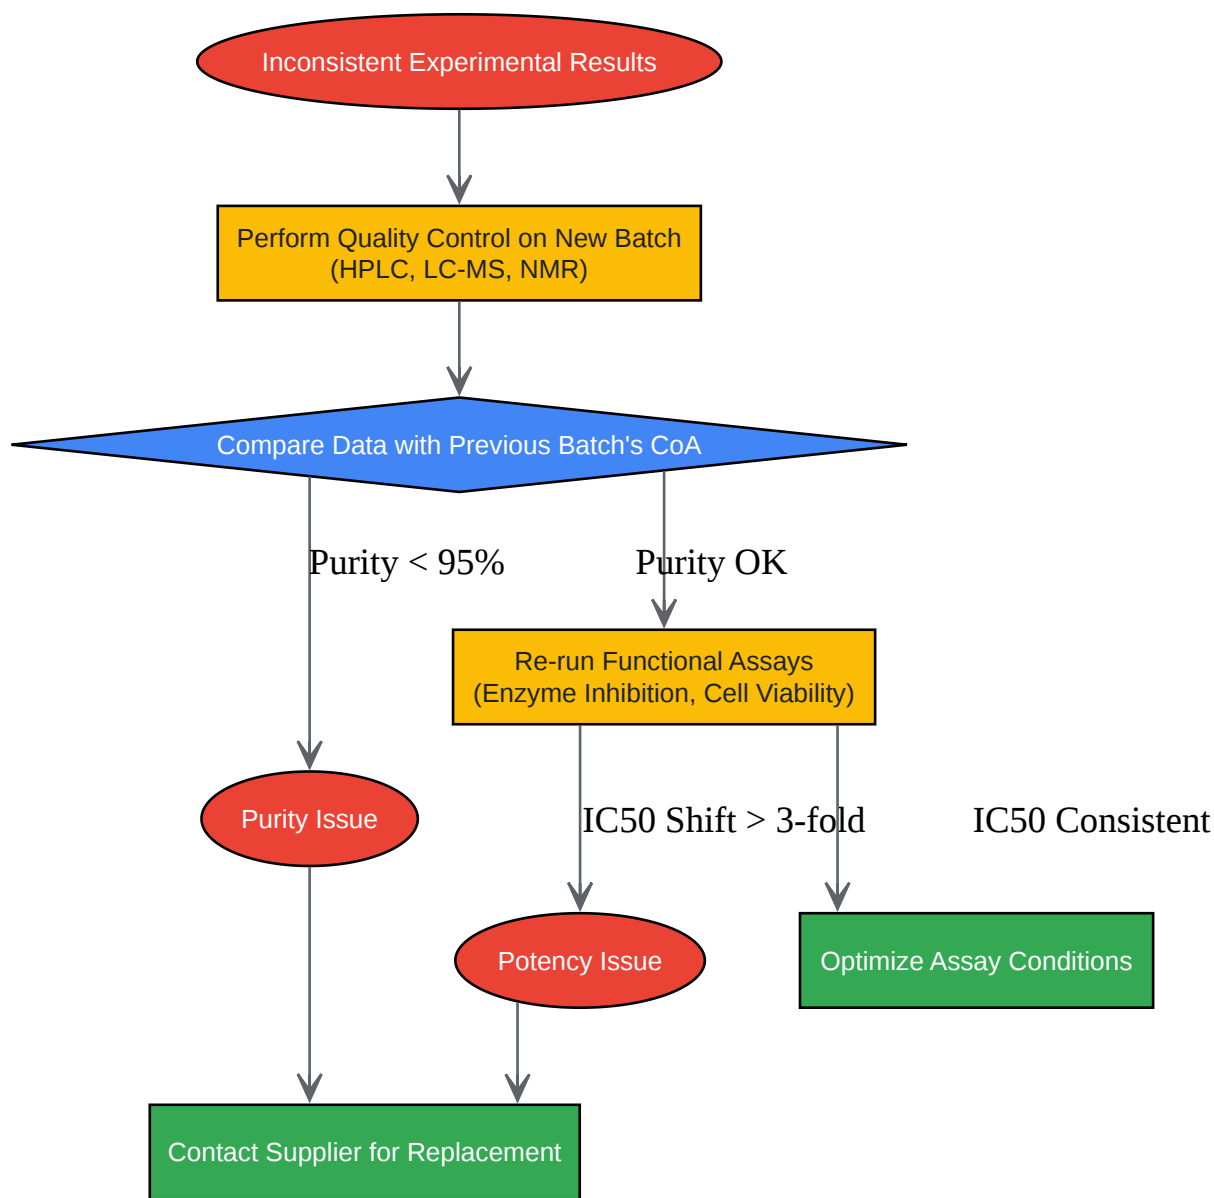 Inconsistent Experimental Results
Perform Quality Control on New Batch
(HPLC, LC-MS, NMR)
Compare Data with Previous Batch's CoA
Purity < 95%
Purity OK
Re-run Functional Assays
(Enzyme Inhibition, Cell Viability)
Purity Issue
IC50 Shift > 3-fold
IC50 Consistent
Potency Issue
Optimize Assay Conditions
Contact Supplier for Replacement